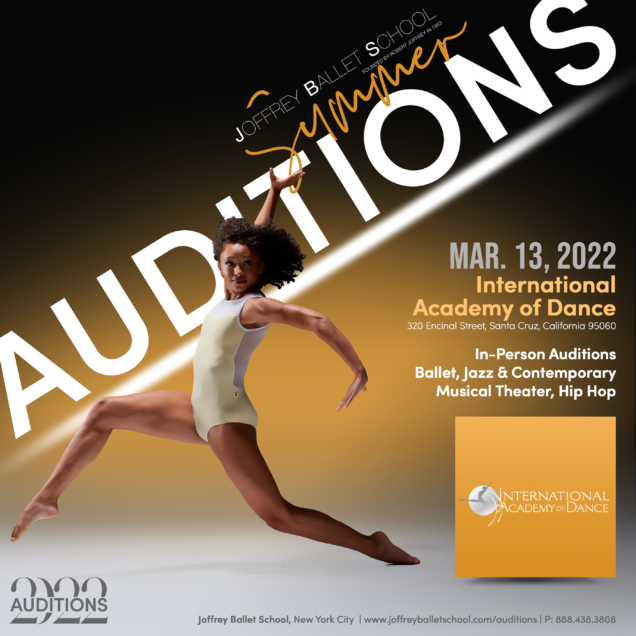 JOFFREY BALLET SCHOOL
FOUNDED BY ROBERT JOFFREY IN 1953
Summer
AUDITIONS
MAR. 13, 2022
International
Academy of Dance
320 Encinal Street, Santa Cruz, California 95060
In-Person Auditions
Ballet, Jazz & Contemporary
Musical Theater, Hip Hop
INTERNATIONAL
ACADEMY OF DANCE
2022
AUDITIONS
Joffrey Ballet School, New York City | www.joffreyballetschool.com/auditions | P: 888.438.3808